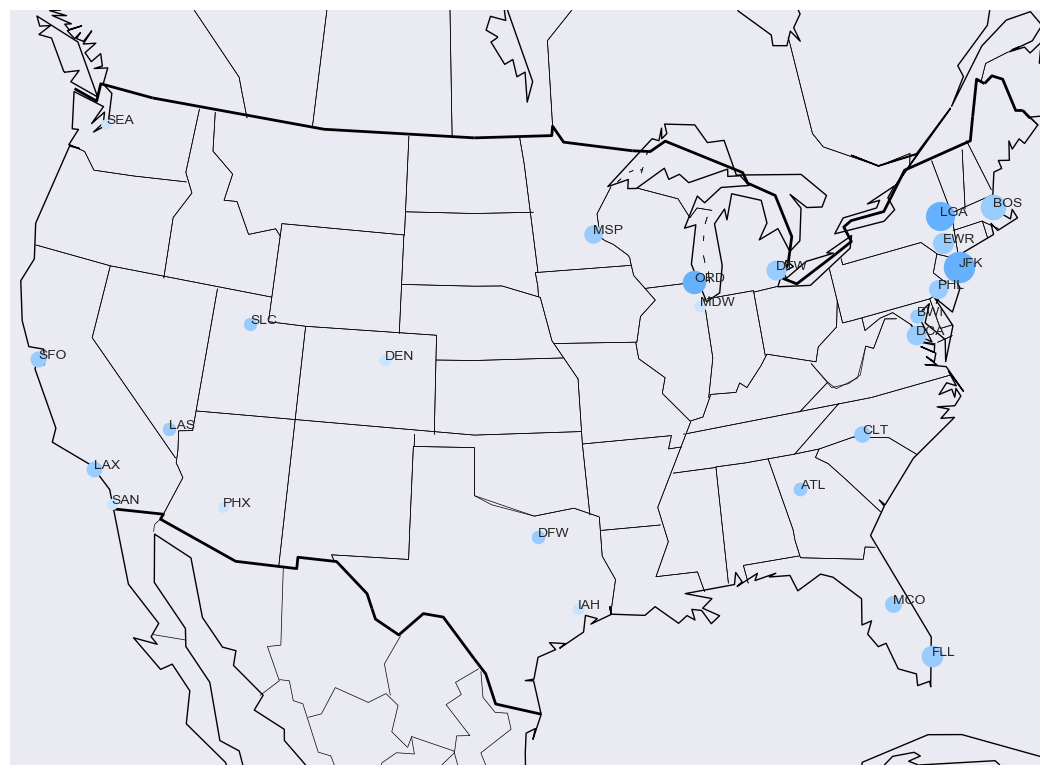 SEA
BOS
LGA
MSP
EWR
JFK
DTW
ORD
PHL
MDW
BWI
SLC
DCA
SFO
DEN
LAS
CLT
LAX
ATL
SAN
PHX
DFW
MCO
IAH
FLL